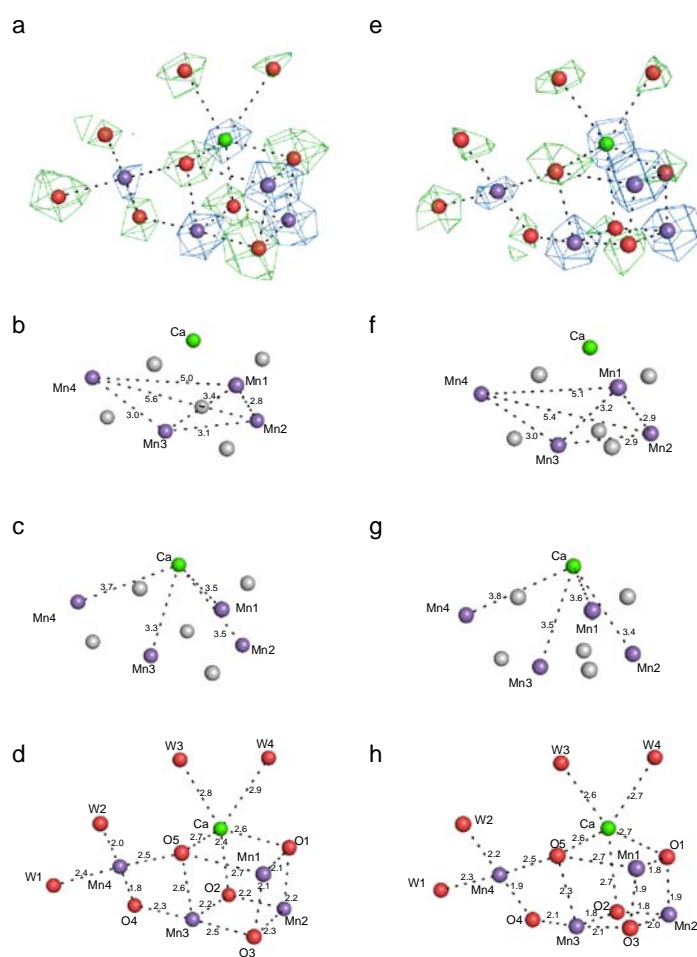 a
e
b
f
Ca
Ca
Mn4
5.0
Mn1
3.4
2.8
5.6
3.0
Mn2
Mn3
3.1
Mn1
Mn4
5.1
3.2
2.9
5.4
3.0
Mn2
2.9
Mn3
c
g
Ca
3.7
3.5
Mn4
Mn1
3.3
3.5
Mn2
Mn3
Ca
3.8
3.6
Mn4
Mn1
3.5
3.4
Mn2
Mn3
d
h
W3
W4
2.8
2.9
W2
Ca
2.6
2.7
2.4
O1
2.0
O5
Mn1
2.5
2.4
2.7
2.1
W1
Mn4
2.6
2.1
1.8
O2
2.2
2.2
2.2
O4
2.3
Mn2
Mn3
2.5
2.3
O3
W3
W4
2.6
2.7
W2
Ca
2.6
2.7
O5
O1
2.2
Mn1
2.5
2.7
1.8
2.3
W1
Mn4
2.3
2.7
1.9
1.9
O2
1.8
1.8
O4
2.1
Mn2
Mn3
2.1
2.0
O3